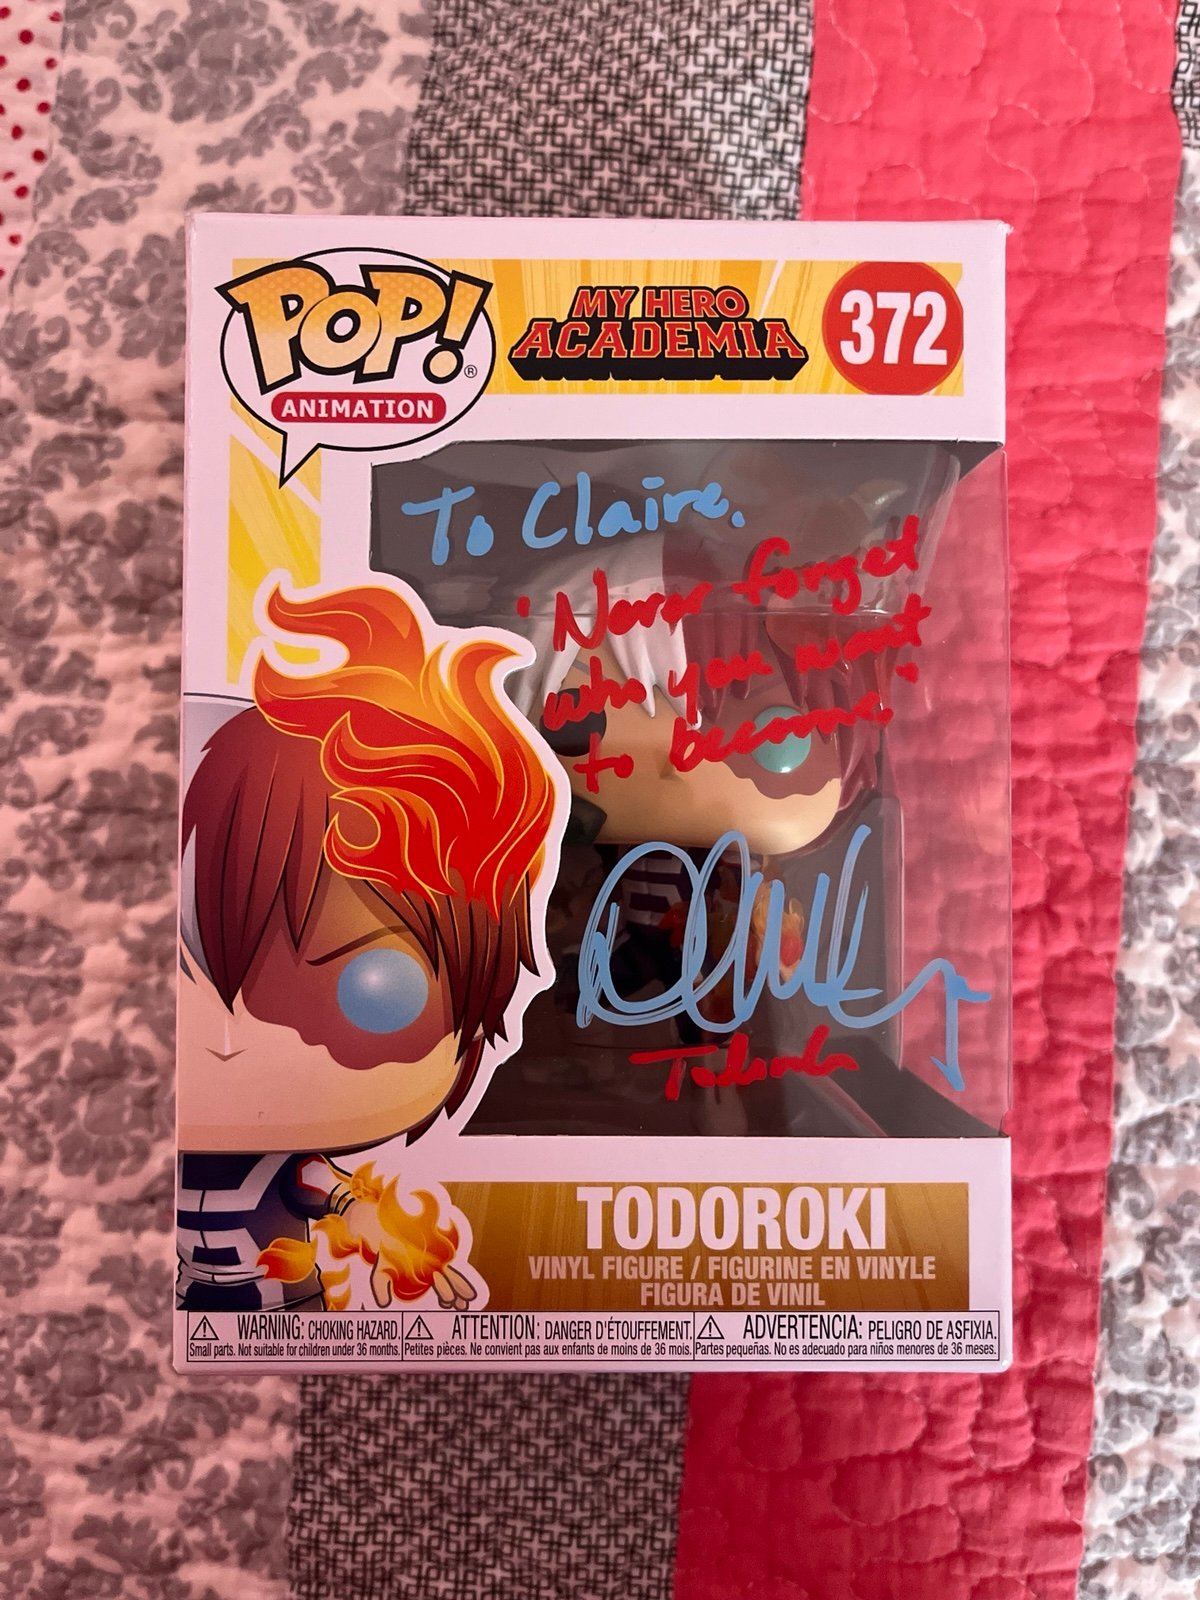 POP!®
ANIMATION
MY HERO
ACADEMIA
372
To Claire,
"Never forget
who you want
to become."
TODOROKI
VINYL FIGURE / FIGURINE EN VINYLE
FIGURA DE VINIL
WARNING: CHOKING HAZARD.
Small parts. Not suitable for children under 36 months.
ATTENTION: DANGER D'ÉTOUFFEMENT.
Petites pièces. Ne convient pas aux enfants de moins de 36 mois.
ADVERTENCIA: PELIGRO DE ASFIXIA.
Partes pequeñas. No es adecuado para niños menores de 36 meses.